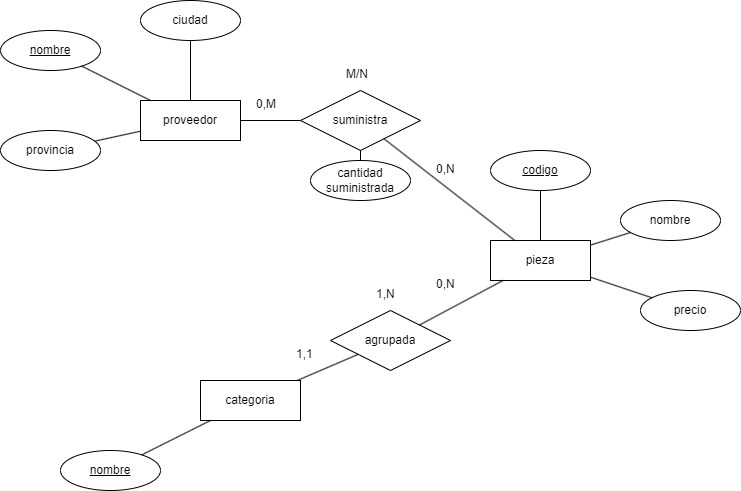 ciudad
nombre
M/N
0,M
proveedor
suministra
provincia
cantidad
suministrada
0,N
codigo
nombre
pieza
0,N
1,N
precio
agrupada
1,1
categoria
nombre